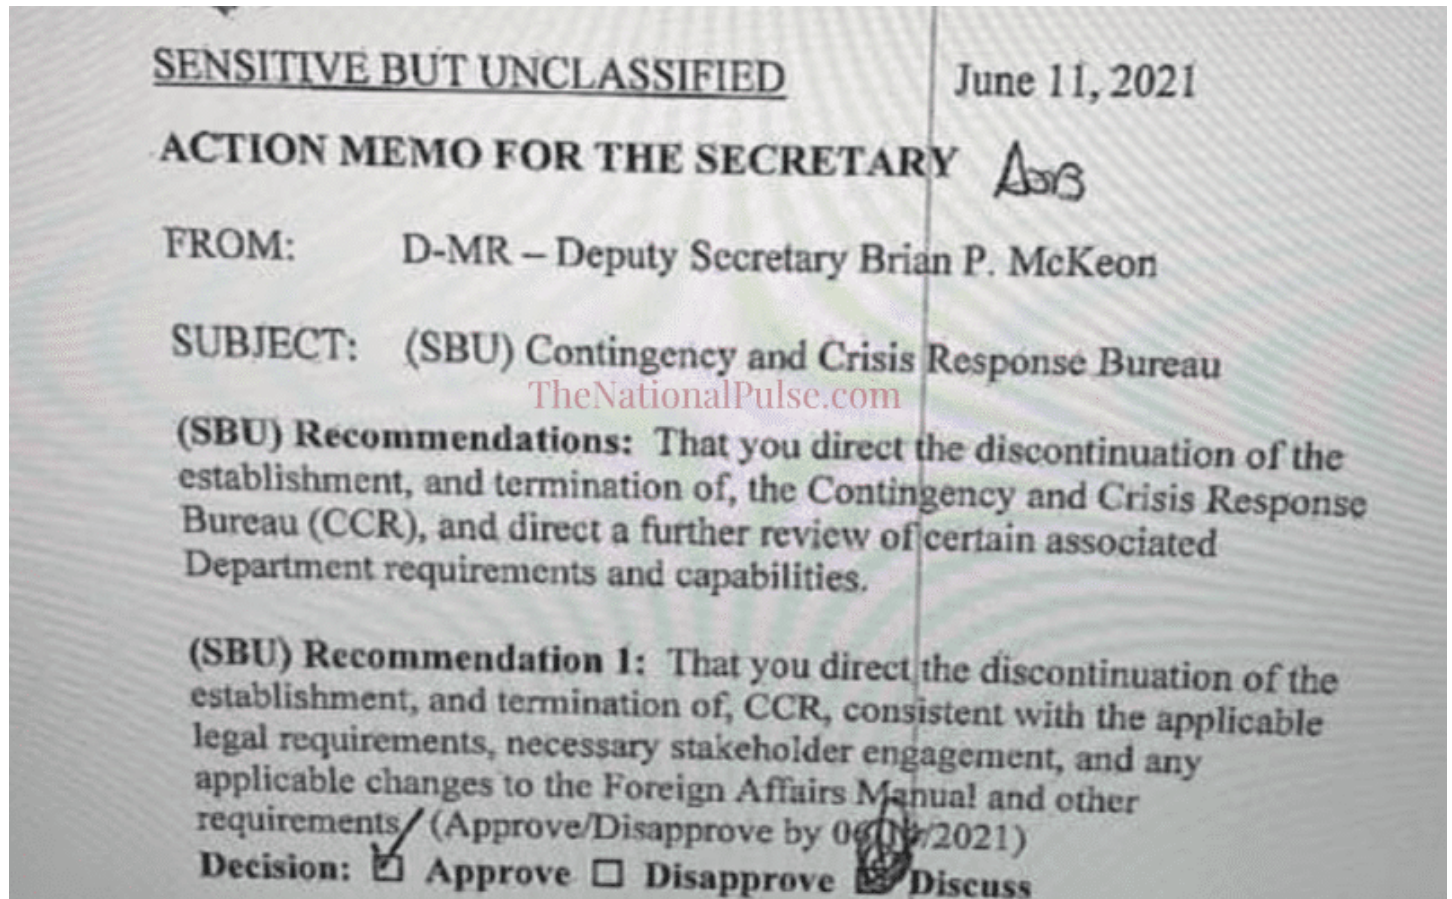 SENSITIVE BUT UNCLASSIFIED June 11, 2021
ACTION MEMO FOR THE SECRETARY
FROM: D-MR – Deputy Secretary Brian P. McKeon
SUBJECT: (SBU) Contingency and Crisis Response Bureau
TheNationalPulse.com
(SBU) Recommendations: That you direct the discontinuation of the
establishment, and termination of, the Contingency and Crisis Response
Bureau (CCR), and direct a further review of certain associated
Department requirements and capabilities.
(SBU) Recommendation 1: That you direct the discontinuation of the
establishment, and termination of, CCR, consistent with the applicable
legal requirements, necessary stakeholder engagement, and any
applicable changes to the Foreign Affairs Manual and other
requirements (Approve/Disapprove by /2021)
Decision: Approve Disapprove Discuss